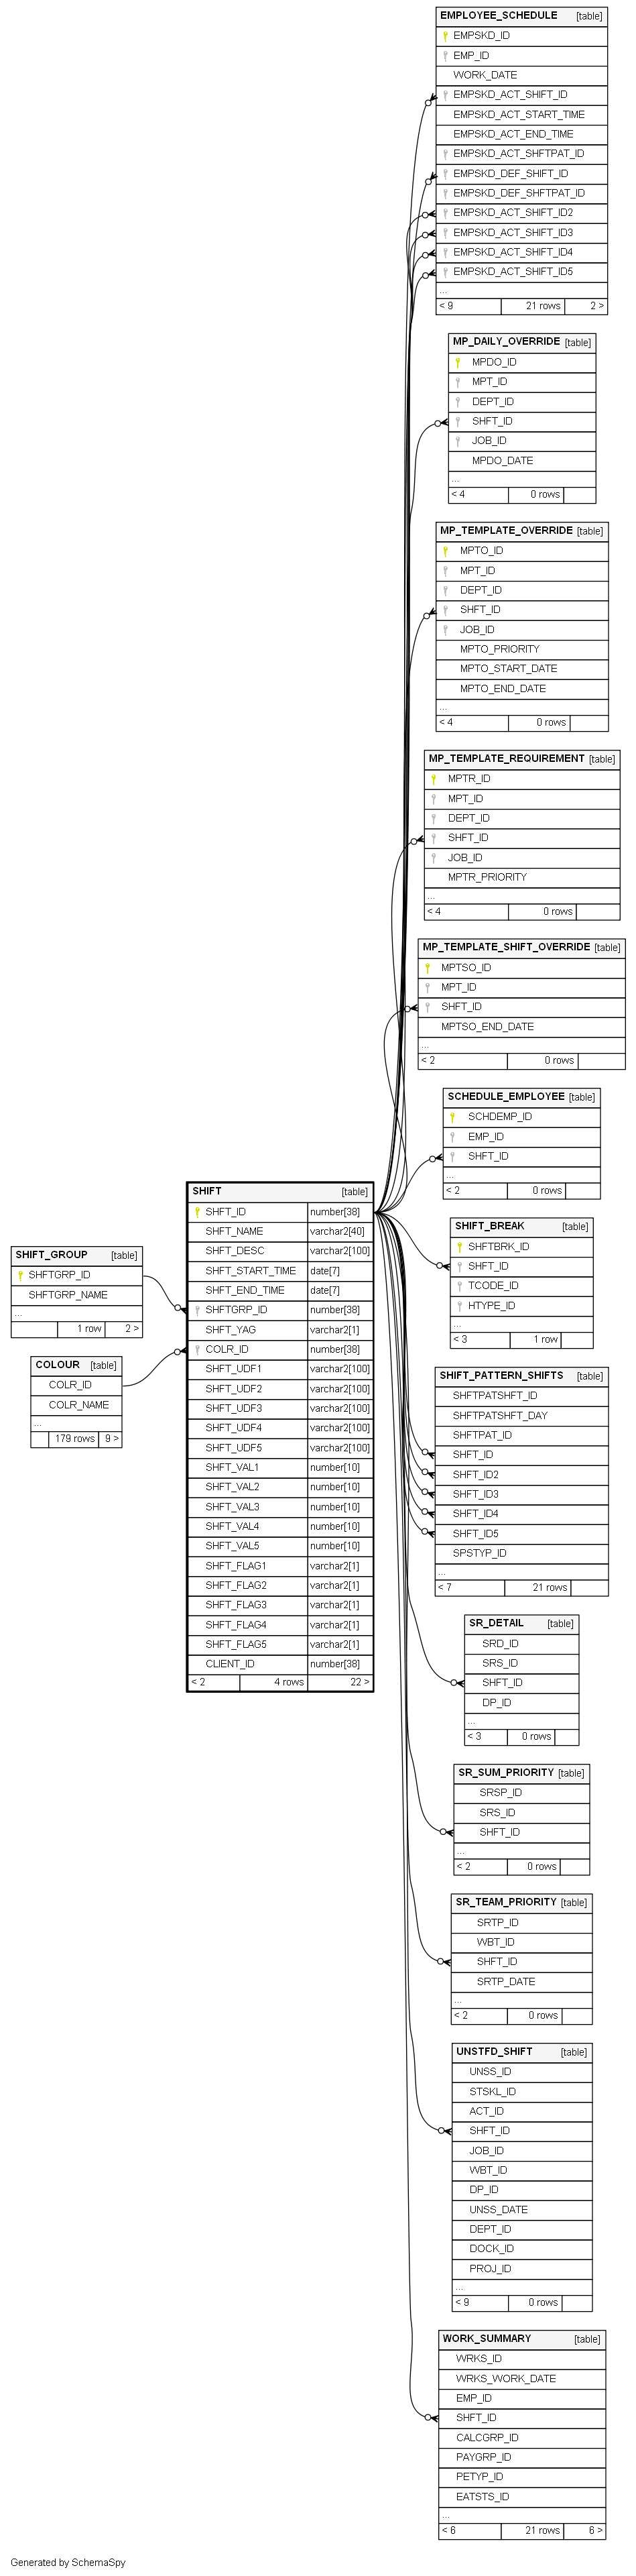 EMPLOYEE_SCHEDULE [table]
EMPSKD_ID
EMP_ID
WORK_DATE
EMPSKD_ACT_SHIFT_ID
EMPSKD_ACT_START_TIME
EMPSKD_ACT_END_TIME
EMPSKD_ACT_SHFTPAT_ID
EMPSKD_DEF_SHIFT_ID
EMPSKD_DEF_SHFTPAT_ID
EMPSKD_ACT_SHIFT_ID2
EMPSKD_ACT_SHIFT_ID3
EMPSKD_ACT_SHIFT_ID4
EMPSKD_ACT_SHIFT_ID5
...
< 9 21 rows 2 >
MP_DAILY_OVERRIDE [table]
MPDO_ID
MPT_ID
DEPT_ID
SHFT_ID
JOB_ID
MPDO_DATE
...
< 4 0 rows
MP_TEMPLATE_OVERRIDE [table]
MPTO_ID
MPT_ID
DEPT_ID
SHFT_ID
JOB_ID
MPTO_PRIORITY
MPTO_START_DATE
MPTO_END_DATE
...
< 4 0 rows
MP_TEMPLATE_REQUIREMENT [table]
MPTR_ID
MPT_ID
DEPT_ID
SHFT_ID
JOB_ID
MPTR_PRIORITY
...
< 4 0 rows
MP_TEMPLATE_SHIFT_OVERRIDE [table]
MPTSO_ID
MPT_ID
SHFT_ID
MPTSO_END_DATE
...
< 2 0 rows
SCHEDULE_EMPLOYEE [table]
SCHDEMP_ID
EMP_ID
SHFT_ID
...
< 2 0 rows
SHIFT [table]
SHFT_ID number[38]
SHFT_NAME varchar2[40]
SHFT_DESC varchar2[100]
SHFT_START_TIME date[7]
SHFT_END_TIME date[7]
SHFTGRP_ID number[38]
SHFT_YAG varchar2[1]
COLR_ID number[38]
SHFT_UDF1 varchar2[100]
SHFT_UDF2 varchar2[100]
SHFT_UDF3 varchar2[100]
SHFT_UDF4 varchar2[100]
SHFT_UDF5 varchar2[100]
SHFT_VAL1 number[10]
SHFT_VAL2 number[10]
SHFT_VAL3 number[10]
SHFT_VAL4 number[10]
SHFT_VAL5 number[10]
SHFT_FLAG1 varchar2[1]
SHFT_FLAG2 varchar2[1]
SHFT_FLAG3 varchar2[1]
SHFT_FLAG4 varchar2[1]
SHFT_FLAG5 varchar2[1]
CLIENT_ID number[38]
< 2 4 rows 22 >
SHIFT_GROUP [table]
SHFTGRP_ID
SHFTGRP_NAME
...
1 row 2 >
COLOUR [table]
COLR_ID
COLR_NAME
...
179 rows 9 >
SHIFT_BREAK [table]
SHFTBRK_ID
SHFT_ID
TCODE_ID
HTYPE_ID
...
< 3 1 row
SHIFT_PATTERN_SHIFTS [table]
SHFTPATSHFT_ID
SHFTPATSHFT_DAY
SHFTPAT_ID
SHFT_ID
SHFT_ID2
SHFT_ID3
SHFT_ID4
SHFT_ID5
SPSTYP_ID
...
< 7 21 rows
SR_DETAIL [table]
SRD_ID
SRS_ID
SHFT_ID
DP_ID
...
< 3 0 rows
SR_SUM_PRIORITY [table]
SRSP_ID
SRS_ID
SHFT_ID
...
< 2 0 rows
SR_TEAM_PRIORITY [table]
SRTP_ID
WBT_ID
SHFT_ID
SRTP_DATE
...
< 2 0 rows
UNSTFD_SHIFT [table]
UNSS_ID
STSKL_ID
ACT_ID
SHFT_ID
JOB_ID
WBT_ID
DP_ID
UNSS_DATE
DEPT_ID
DOCK_ID
PROJ_ID
...
< 9 0 rows
WORK_SUMMARY [table]
WRKS_ID
WRKS_WORK_DATE
EMP_ID
SHFT_ID
CALCGRP_ID
PAYGRP_ID
PETYP_ID
EATSTS_ID
...
< 6 21 rows 6 >
Generated by SchemaSpy